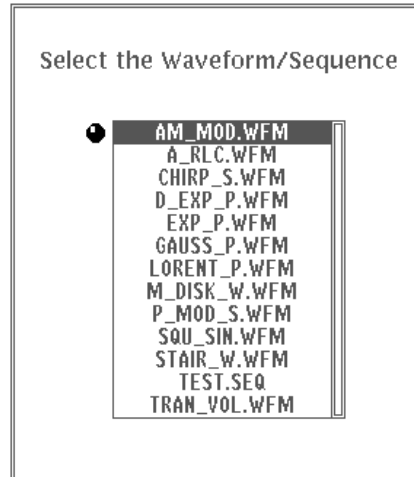 Select the Waveform/Sequence
AM_MOD.WFM
A_RLC.WFM
CHIRP_S.WFM
D_EXP_P.WFM
EXP_P.WFM
GAUSS_P.WFM
LORENT_P.WFM
M_DISK_W.WFM
P_MOD_S.WFM
SQU_SIN.WFM
STAIR_W.WFM
TEST.SEQ
TRAN_VOL.WFM